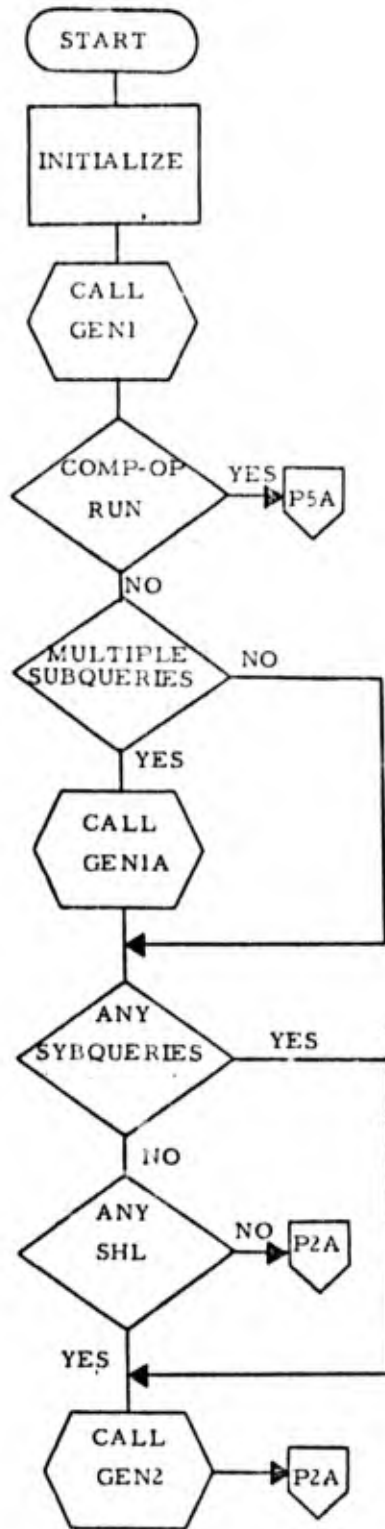 START
INITIALIZE
CALL
GEN1
COMP-OP
RUN
YES
P5A
NO
MULTIPLE
SUBQUERIES
NO
YES
CALL
GEN1A
ANY
SYBQUERIES
YES
NO
ANY
SHL
NO
P2A
YES
CALL
GEN2
P2A